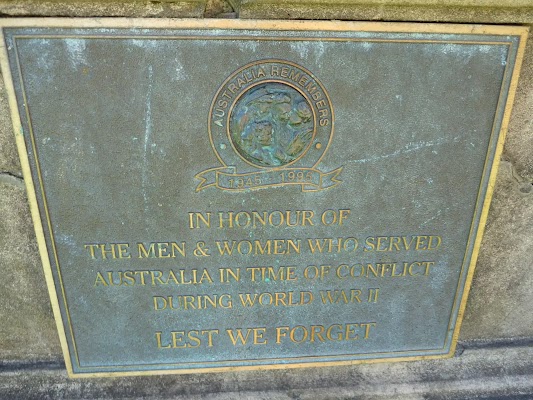 AUSTRALIA REMEMBERS
1945 - 1995
IN HONOUR OF
THE MEN & WOMEN WHO SERVED
AUSTRALIA IN TIME OF CONFLICT
DURING WORLD WAR II
LEST WE FORGET